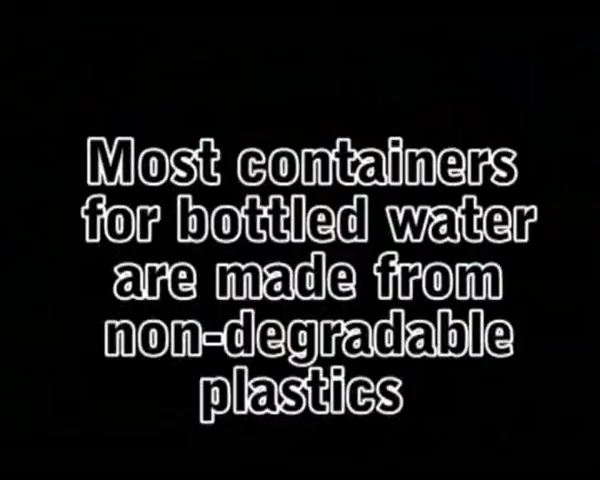 Most containers
for bottled water
are made from
non-degradable
plastics